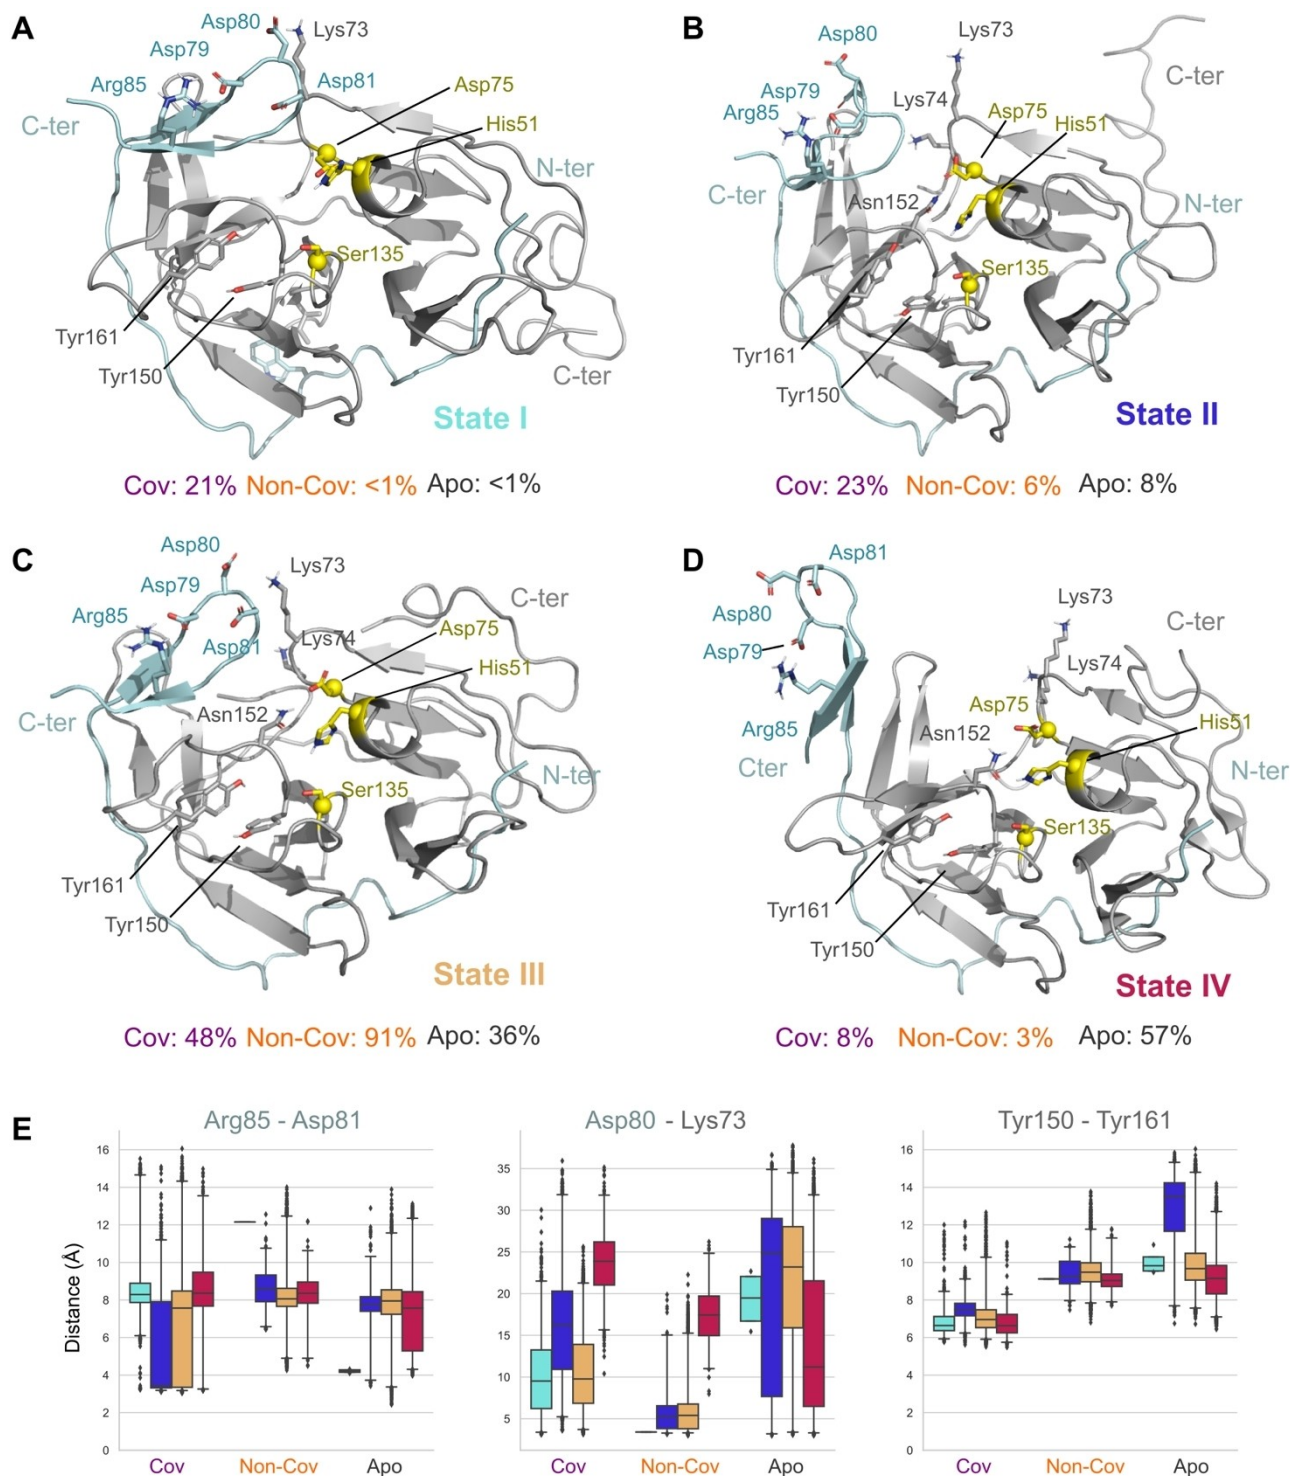 A
Asp80
Lys73
Asp79
Arg85
Asp81
Asp75
C-ter
His51
N-ter
Ser135
Tyr161
Tyr150
C-ter
State I
Cov: 21% Non-Cov: <1% Apo: <1%
B
Asp80
Lys73
C-ter
Asp79
Lys74
Arg85
Asp75
His51
C-ter
Asn152
N-ter
Ser135
Tyr161
Tyr150
State II
Cov: 23% Non-Cov: 6% Apo: 8%
C
Asp80
Lys73
Asp79
C-ter
Arg85
Lys74
Asp75
Asp81
His51
C-ter
Asn152
N-ter
Ser135
Tyr161
Tyr150
State III
Cov: 48% Non-Cov: 91% Apo: 36%
D
Asp81
Asp80
Lys73
C-ter
Asp79
Lys74
Asp75
Arg85
Asn152
His51
Cter
N-ter
Ser135
Tyr161
Tyr150
State IV
Cov: 8% Non-Cov: 3% Apo: 57%
E
Arg85 - Asp81
Distance (Å)
16
14
12
10
8
6
4
2
0
Cov Non-Cov Apo
Asp80 - Lys73
35
30
25
20
15
10
5
Cov Non-Cov Apo
Tyr150 - Tyr161
16
14
12
10
8
6
4
2
0
Cov Non-Cov Apo